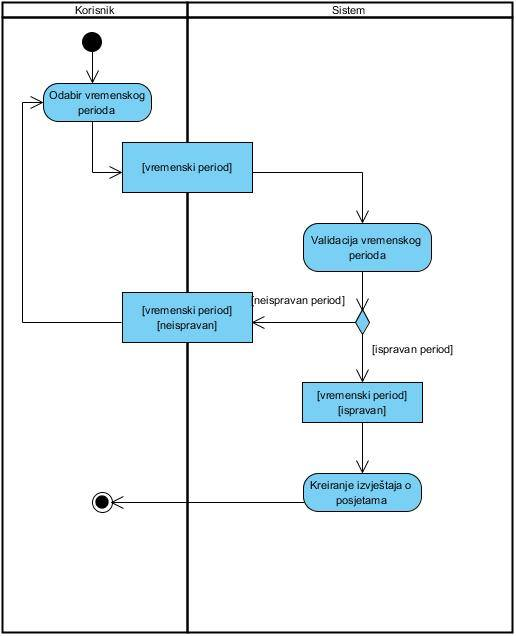 Korisnik
Sistem
Odabir vremenskog
perioda
[vremenski period]
Validacija vremenskog
perioda
[neispravan period]
[vremenski period]
[neispravan]
[ispravan period]
[vremenski period]
[ispravan]
Kreiranje izvještaja o
posjetama